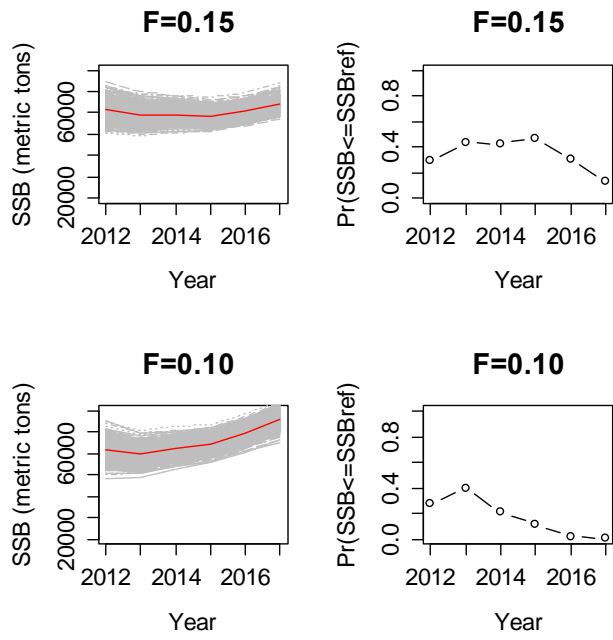 F=0.15
SSB (metric tons)
60000
20000
2012 2014 2016
Year
F=0.15
Pr(SSB<=SSBref)
0.8
0.4
0.0
2012 2014 2016
Year
F=0.10
SSB (metric tons)
60000
20000
2012 2014 2016
Year
F=0.10
Pr(SSB<=SSBref)
0.8
0.4
0.0
2012 2014 2016
Year